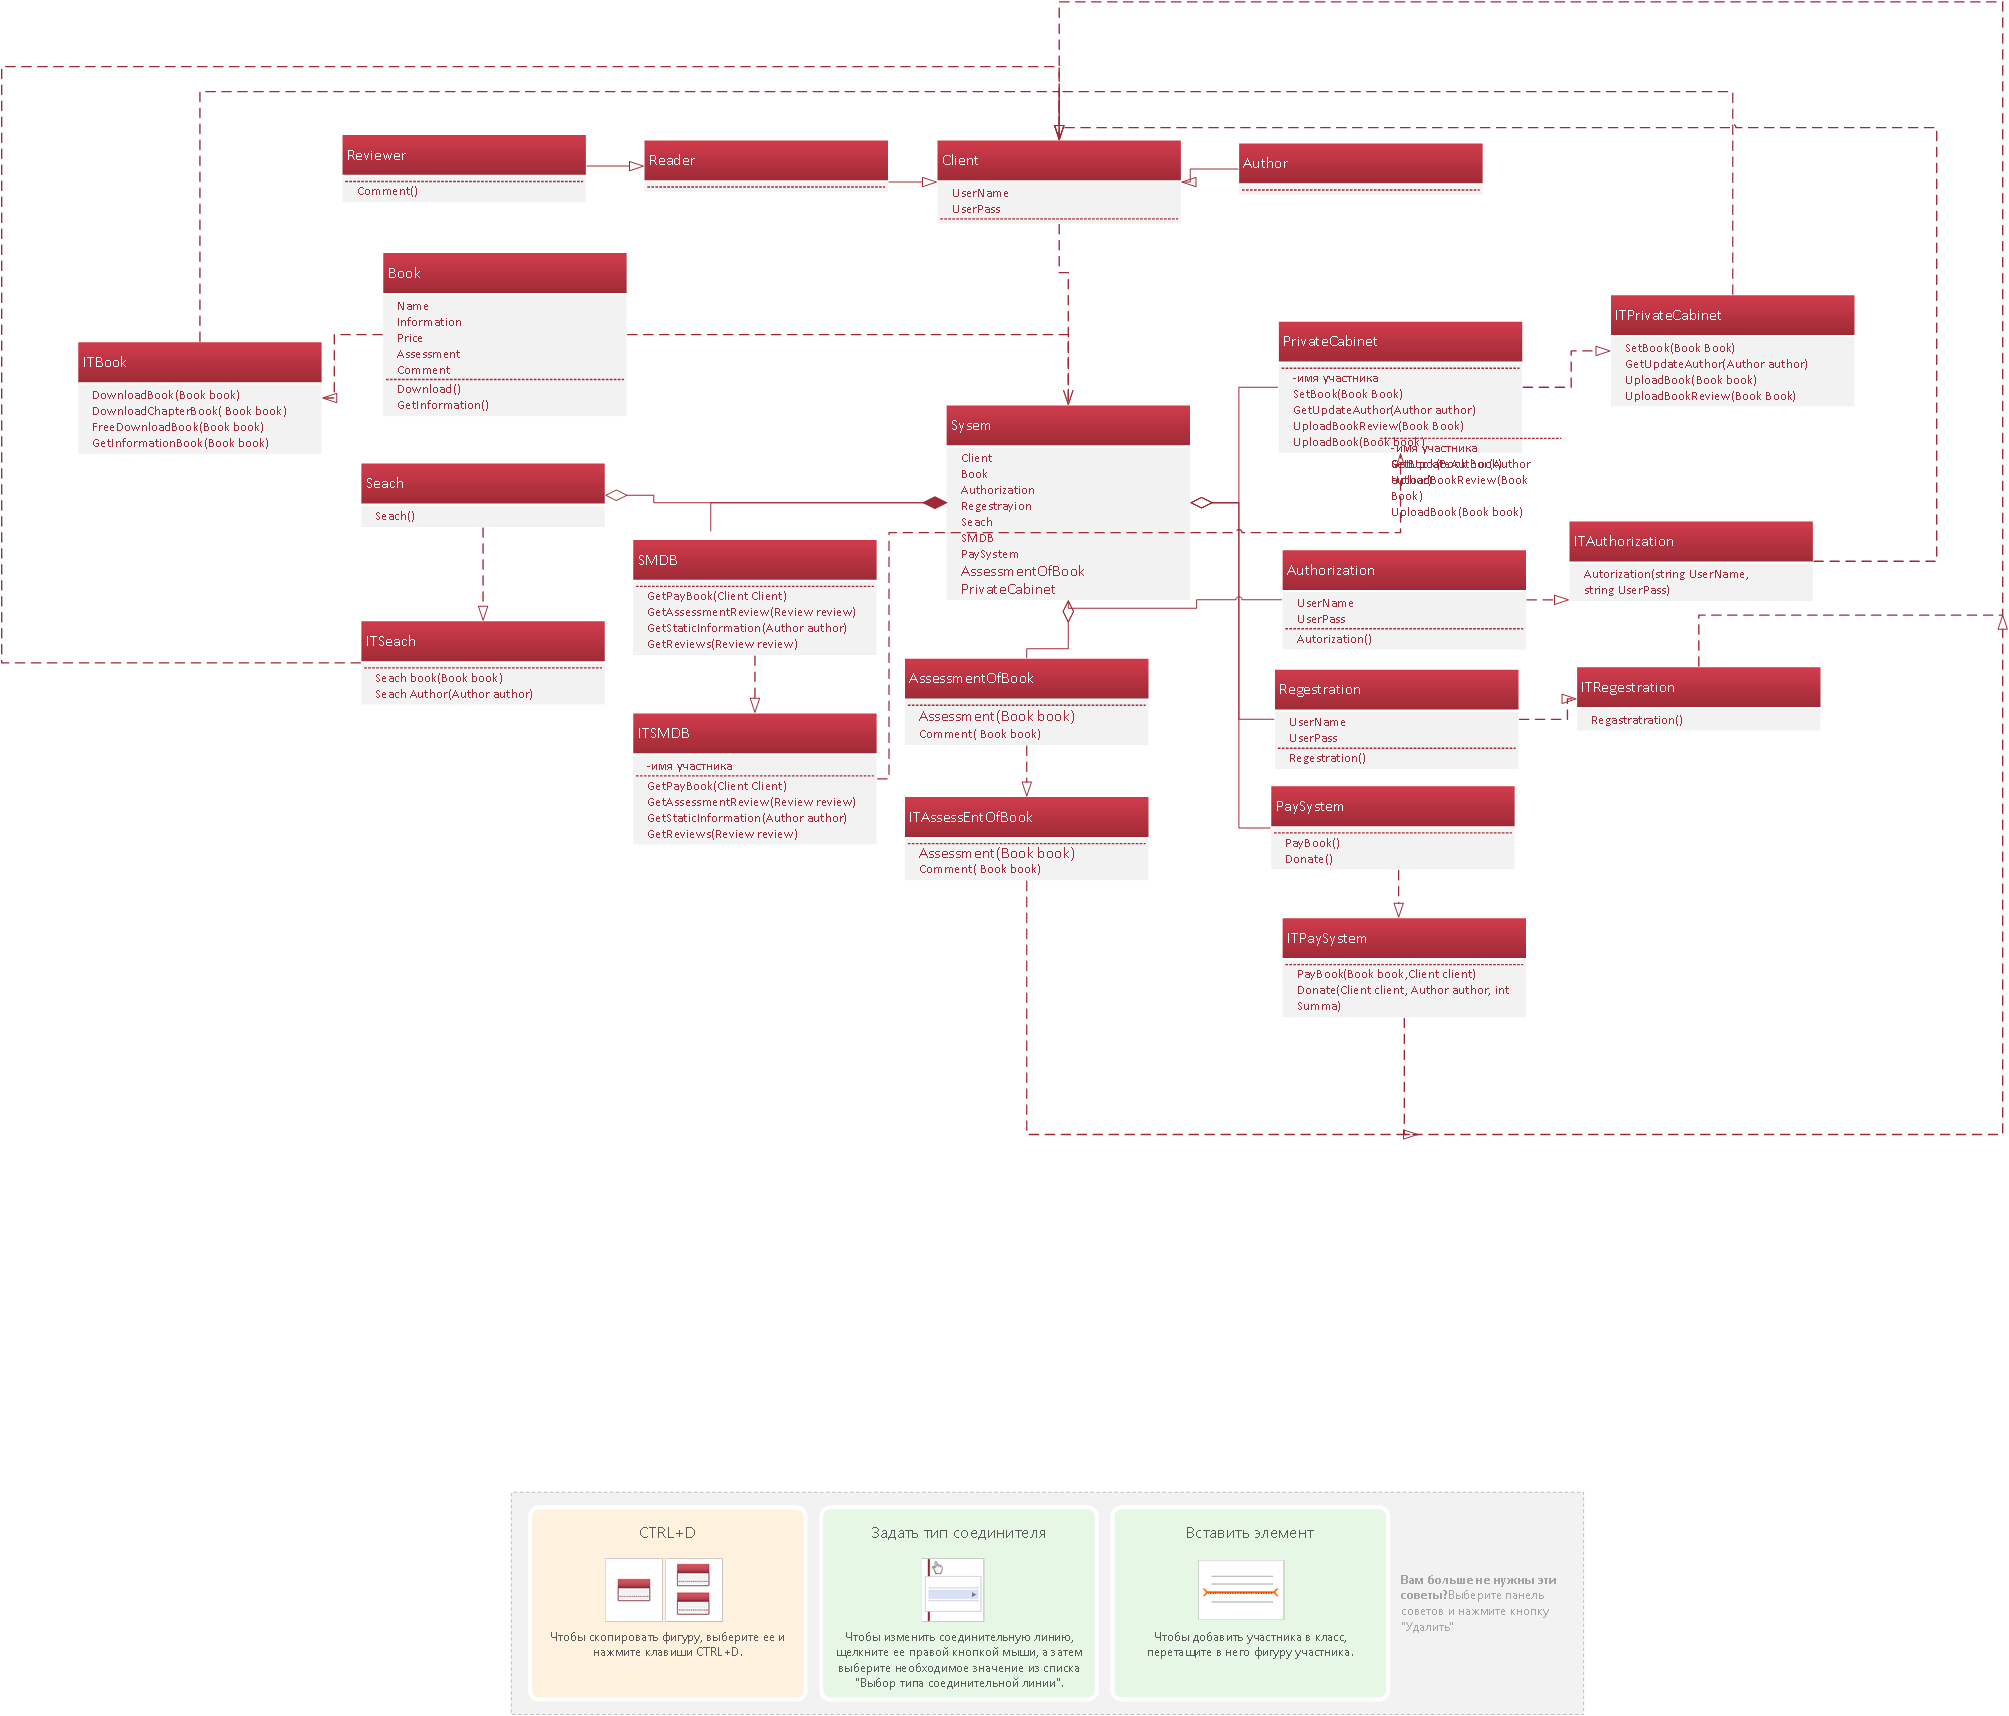 Reviewer
Comment()
Reader
Client
UserName
UserPass
Author
Book
Name
Information
Price
Assessment
Comment
Download()
GetInformation()
ITBook
DownloadBook(Book book)
DownloadChapterBook( Book book)
FreeDownloadBook(Book book)
GetInformationBook(Book book)
PrivateCabinet
-имя участника
SetBook(Book Book)
GetUpdateAuthor(Author author)
UploadBookReview(Book Book)
UploadBook(Book book)
-имя участника
UploadBookReview(Book
Book)
UploadBook(Book book)
ITPrivateCabinet
SetBook(Book Book)
GetUpdateAuthor(Author author)
UploadBook(Book book)
UploadBookReview(Book Book)
Sysem
Client
Book
Authorization
Regestrayion
Seach
SMDB
PaySystem
AssessmentOfBook
PrivateCabinet
Seach
Seach()
SMDB
GetPayBook(Client Client)
GetAssessmentReview(Review review)
GetStaticInformation(Author author)
GetReviews(Review review)
Authorization
UserName
UserPass
Autorization()
ITAuthorization
Autorization(string UserName,
string UserPass)
ITSeach
Seach book(Book book)
Seach Author(Author author)
AssessmentOfBook
Assessment(Book book)
Comment( Book book)
Regestration
UserName
UserPass
Regestration()
ITRegestration
Regastratration()
ITSMDB
-имя участника
GetPayBook(Client Client)
GetAssessmentReview(Review review)
GetStaticInformation(Author author)
GetReviews(Review review)
ITAssessEntOfBook
Assessment(Book book)
Comment( Book book)
PaySystem
PayBook()
Donate()
ITPaySystem
PayBook(Book book,Client client)
Donate(Client client, Author author, int
Summa)
CTRL+D
Чтобы скопировать фигуру, выберите ее и
нажмите клавиши CTRL+D.
Задать тип соединителя
Чтобы изменить соединительную линию,
щелкните ее правой кнопкой мыши, а затем
выберите необходимое значение из списка
"Выбор типа соединительной линии".
Вставить элемент
Чтобы добавить участника в класс,
перетащите в него фигуру участника.
Вам больше не нужны эти
советы?Выберите панель
советов и нажмите кнопку
"Удалить"